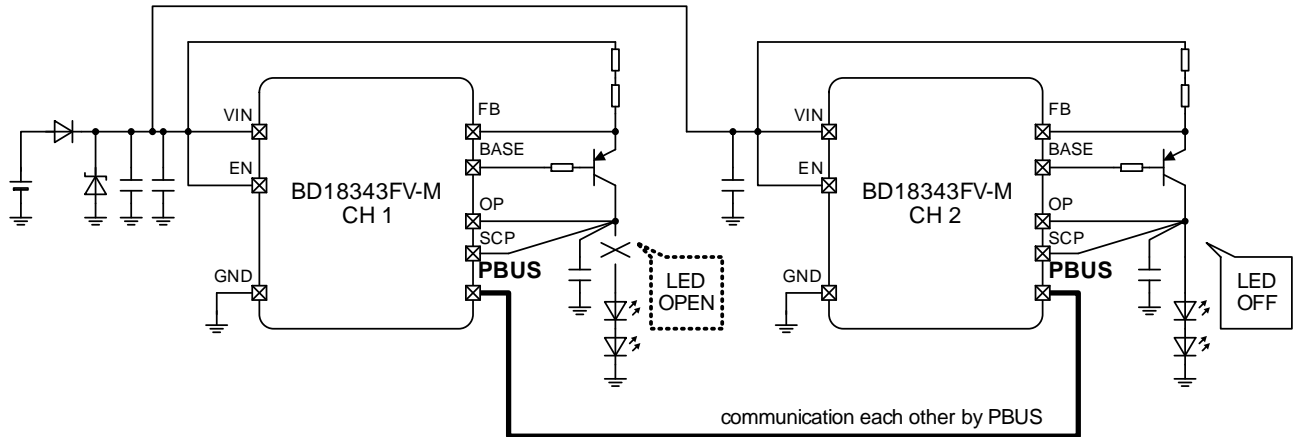 VIN
EN
GND
BD18343FV-M
CH 1
FB
BASE
OP
SCP
PBUS
LED
OPEN
VIN
EN
GND
BD18343FV-M
CH 2
FB
BASE
OP
SCP
PBUS
LED
OFF
communication each other by PBUS